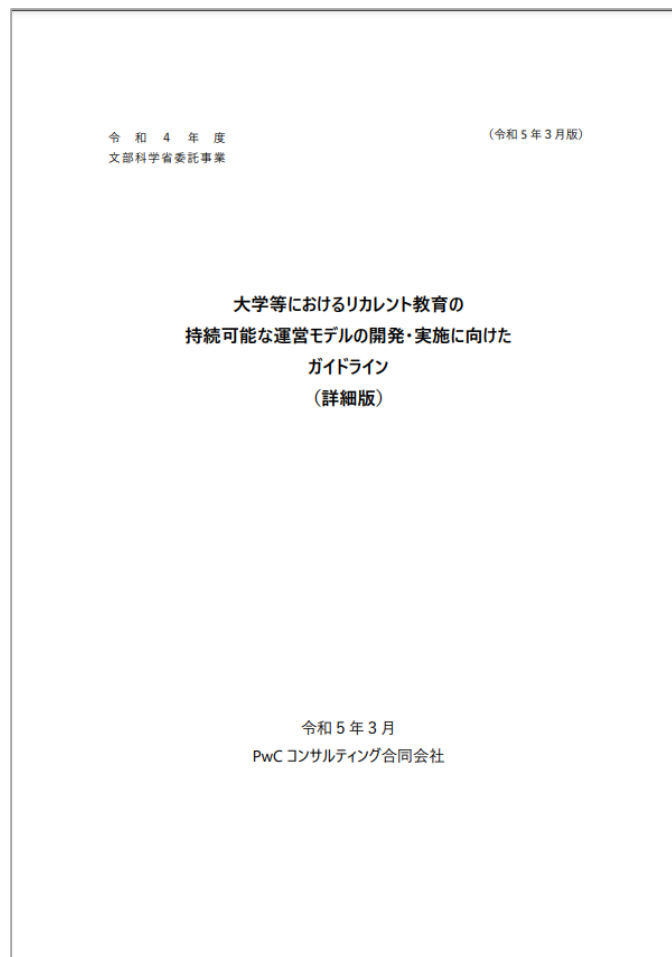 令和4年度
(令和5年3月版)
文部科学省委託事業
大学等におけるリカレント教育の
持続可能な運営モデルの開発・実施に向けた
ガイドライン
(詳細版)
令和5年3月
PwCコンサルティング合同会社